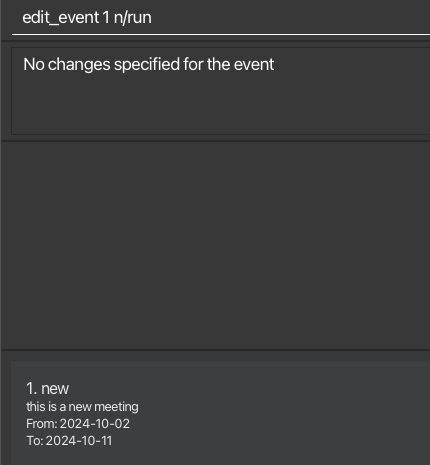 edit_event 1 n/run
No changes specified for the event
1. new
this is a new meeting
From: 2024-10-02
To: 2024-10-11